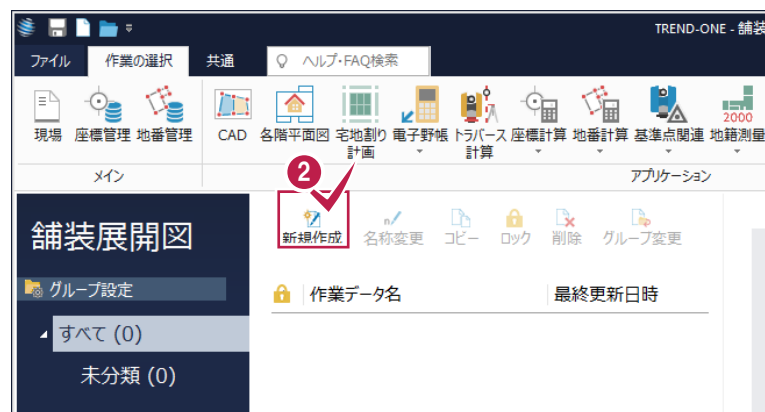 TREND-ONE - 舗装
ファイル 作業の選択 共通 ヘルプ・FAQ検索
現場 座標管理 地番管理 CAD 各階平面図 宅地割り計画 電子野帳 トラバース計算 座標計算 地番計算 基準点関連 2000 地籍測量
メイン アプリケーション
2
舗装展開図
新規作成 名称変更 コピー ロック 削除 グループ変更
グループ設定
作業データ名 最終更新日時
すべて (0)
未分類 (0)